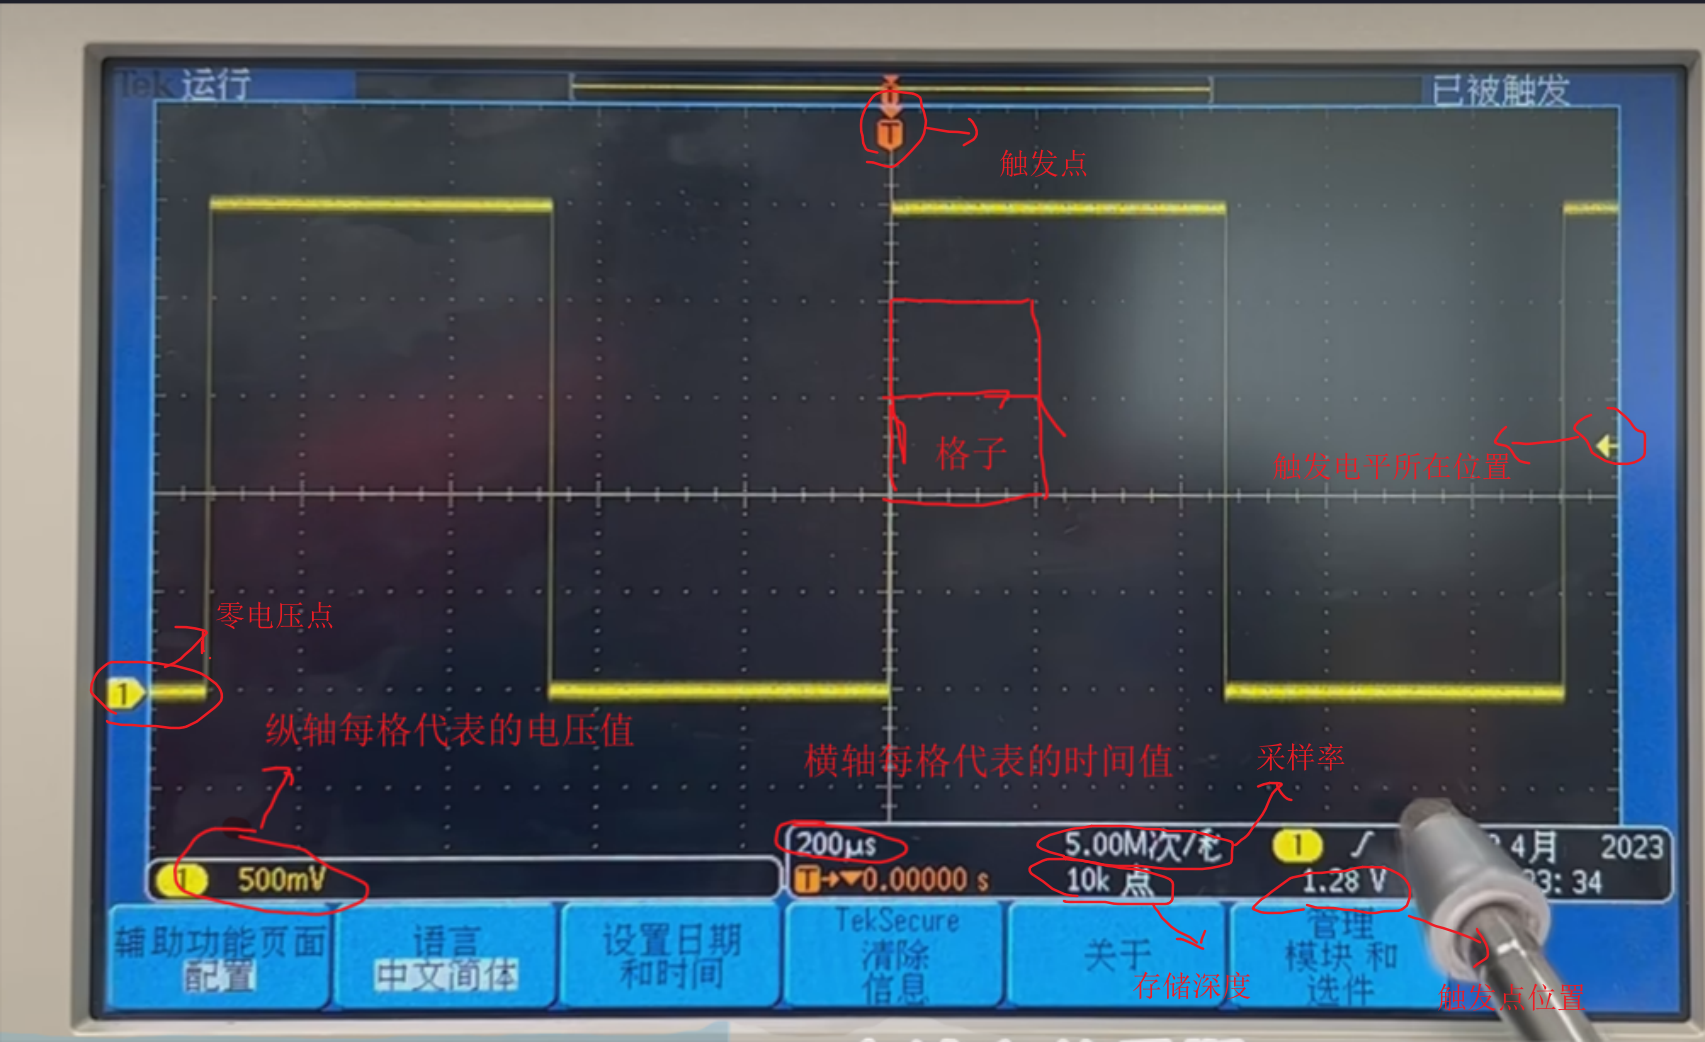 Tek 运行
已被触发
T
触发点
格子
触发电平所在位置
零电压点
1
纵轴每格代表的电压值
横轴每格代表的时间值
采样率
200μs
5.00M次/秒
1
4月 2023
1 500mV
T→▼0.00000 s
10k 点
1.28 V
3:34
辅助功能页面
配置
语言
中文简体
设置日期
和时间
TekSecure
清除
信息
关于
管理
模块 和
选件
存储深度
触发点位置